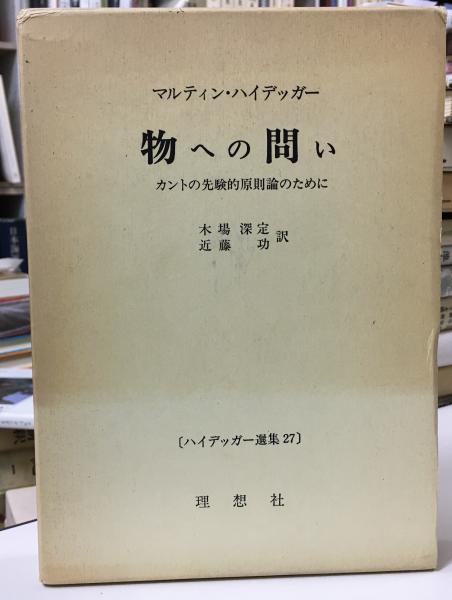 マルティン・ハイデッガー
物への問い
カントの先験的原則論のために
木場深定
近藤功
訳
〔ハイデッガー選集27〕
理想社